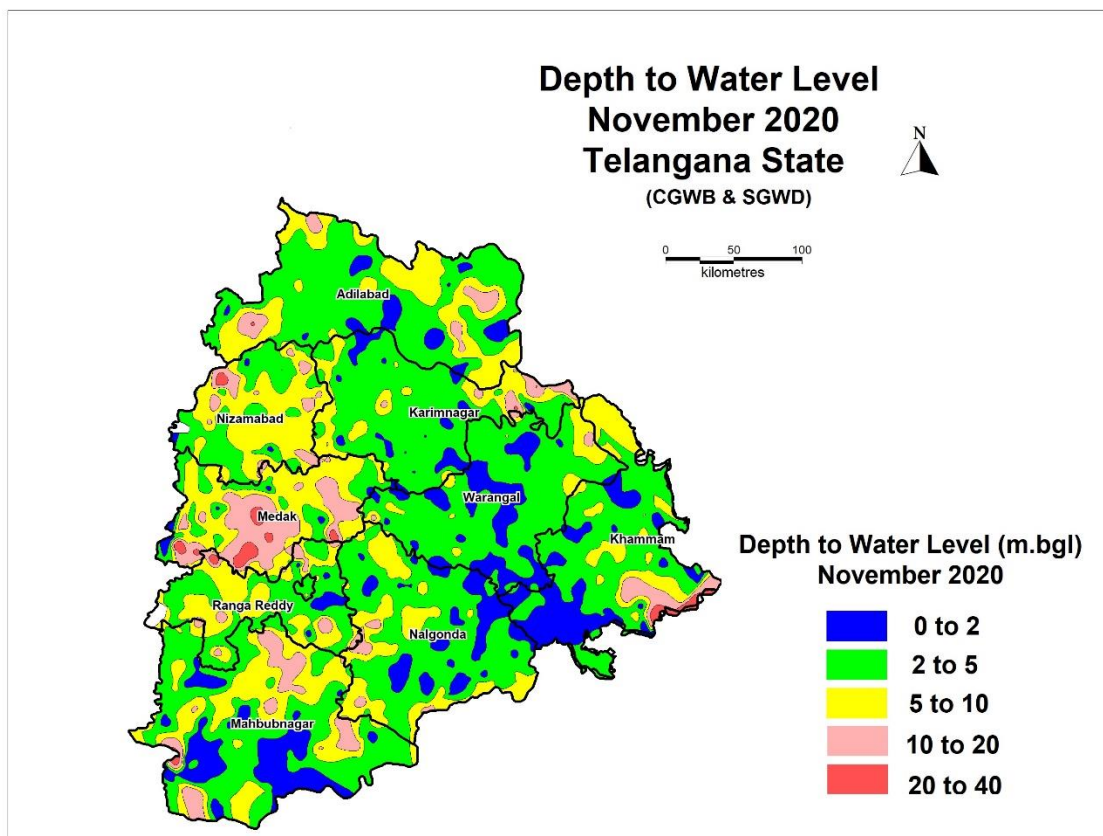 Depth to Water Level
November 2020
Telangana State
(CGWB & SGWD)
N
0 50 100
kilometres
Adilabad
Nizamabad
Karimnagar
Warangal
Medak
Khammam
Ranga Reddy
Nalgonda
Mahbubnagar
Depth to Water Level (m.bgl)
November 2020
0 to 2
2 to 5
5 to 10
10 to 20
20 to 40